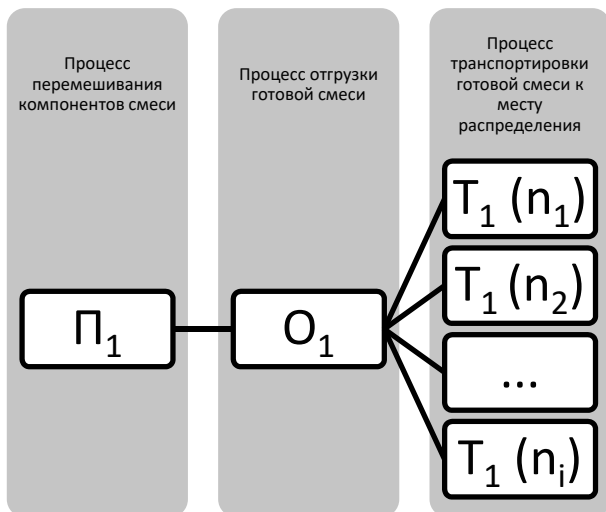 Процесс
перемешивания
компонентов смеси
Процесс отгрузки
готовой смеси
Процесс
транспортировки
готовой смеси к
месту
распределения
П₁
О₁
Т₁ (n₁)
Т₁ (n₂)
...
Т₁ (nᵢ)